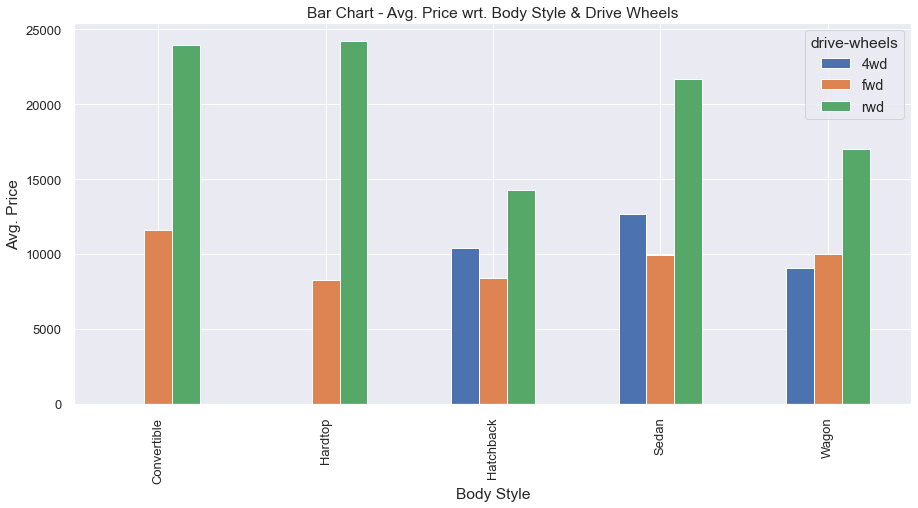 Bar Chart - Avg. Price wrt. Body Style & Drive Wheels
drive-wheels
4wd
fwd
rwd
25000
20000
15000
10000
5000
0
Avg. Price
Convertible
Hardtop
Hatchback
Sedan
Wagon
Body Style